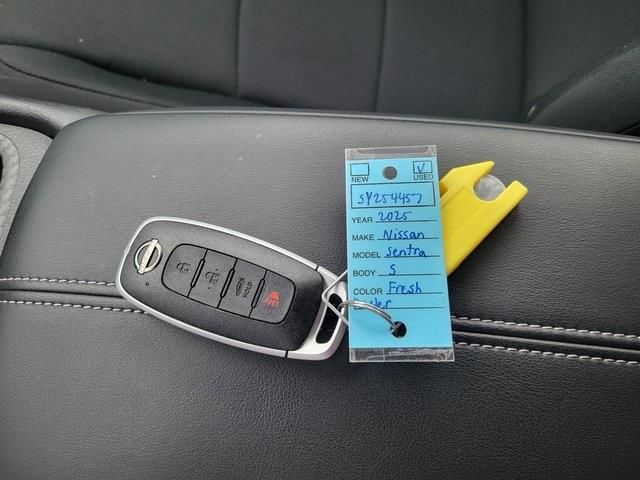 NEW USED
SY254457
YEAR 2025
MAKE Nissan
MODEL Sentra
BODY S
COLOR Fresh
HOLD